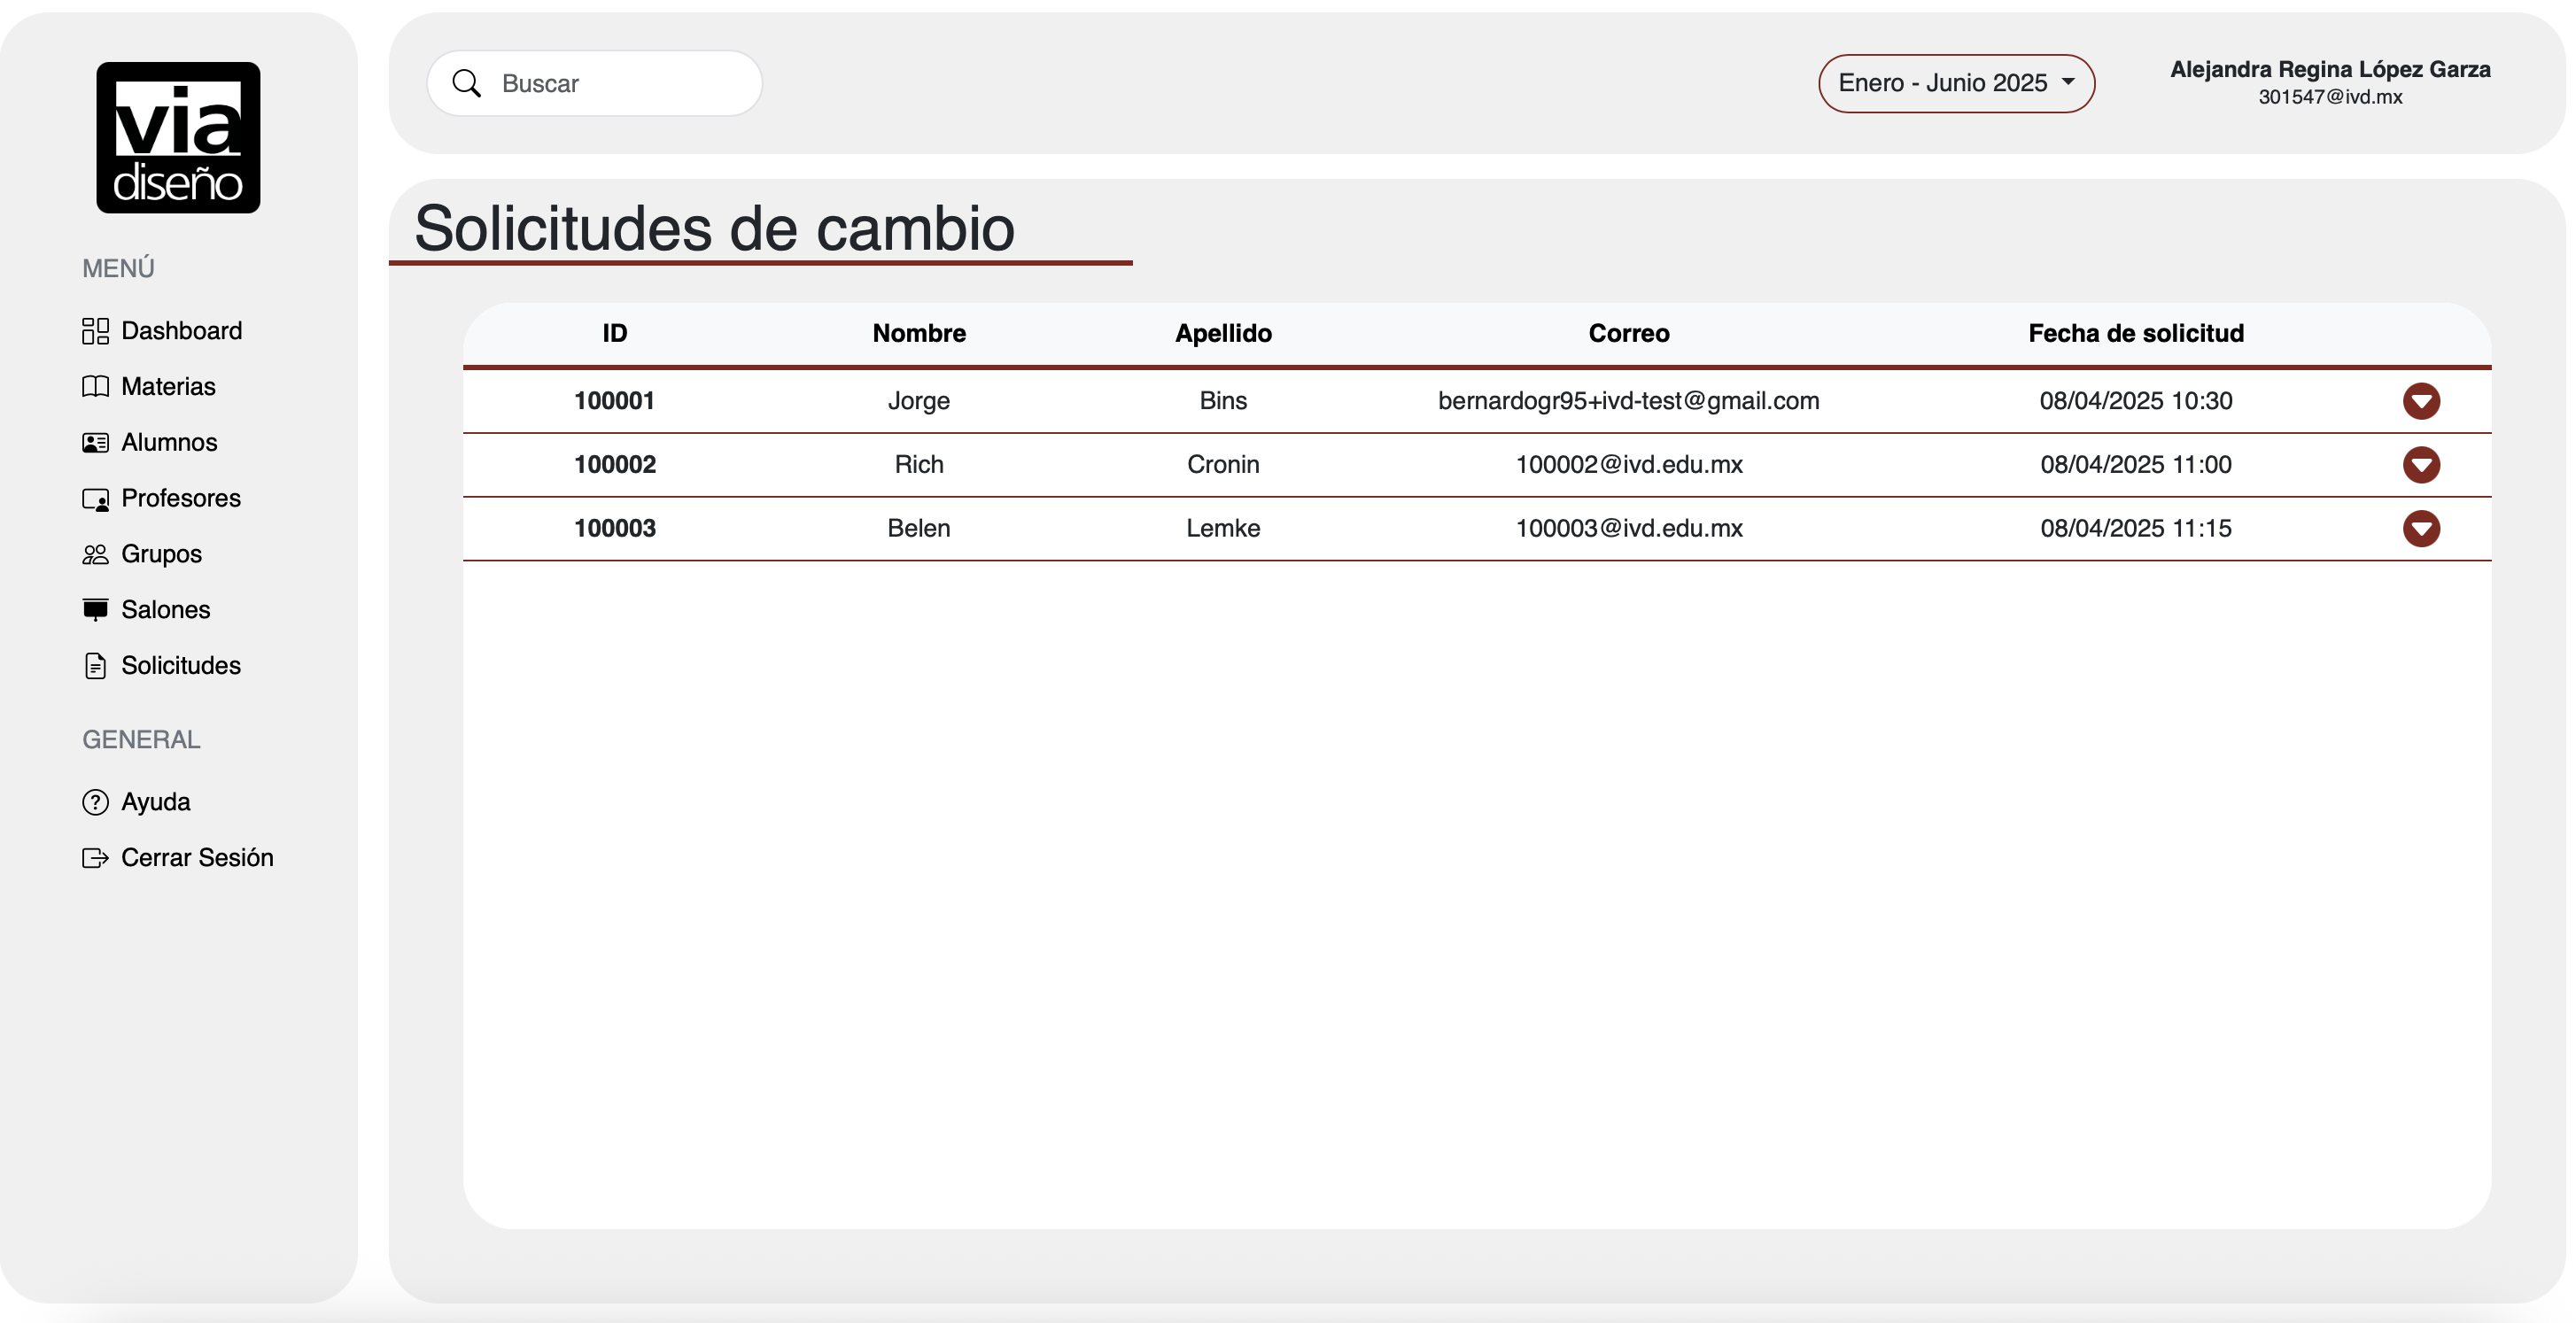 via
diseño
MENÚ
Dashboard
Materias
Alumnos
Profesores
Grupos
Salones
Solicitudes
GENERAL
Ayuda
Cerrar Sesión
Buscar
Enero - Junio 2025
Alejandra Regina López Garza
301547@ivd.mx
Solicitudes de cambio
ID Nombre Apellido Correo Fecha de solicitud
100001 Jorge Bins bernardogr95+ivd-test@gmail.com 08/04/2025 10:30
100002 Rich Cronin 100002@ivd.edu.mx 08/04/2025 11:00
100003 Belen Lemke 100003@ivd.edu.mx 08/04/2025 11:15